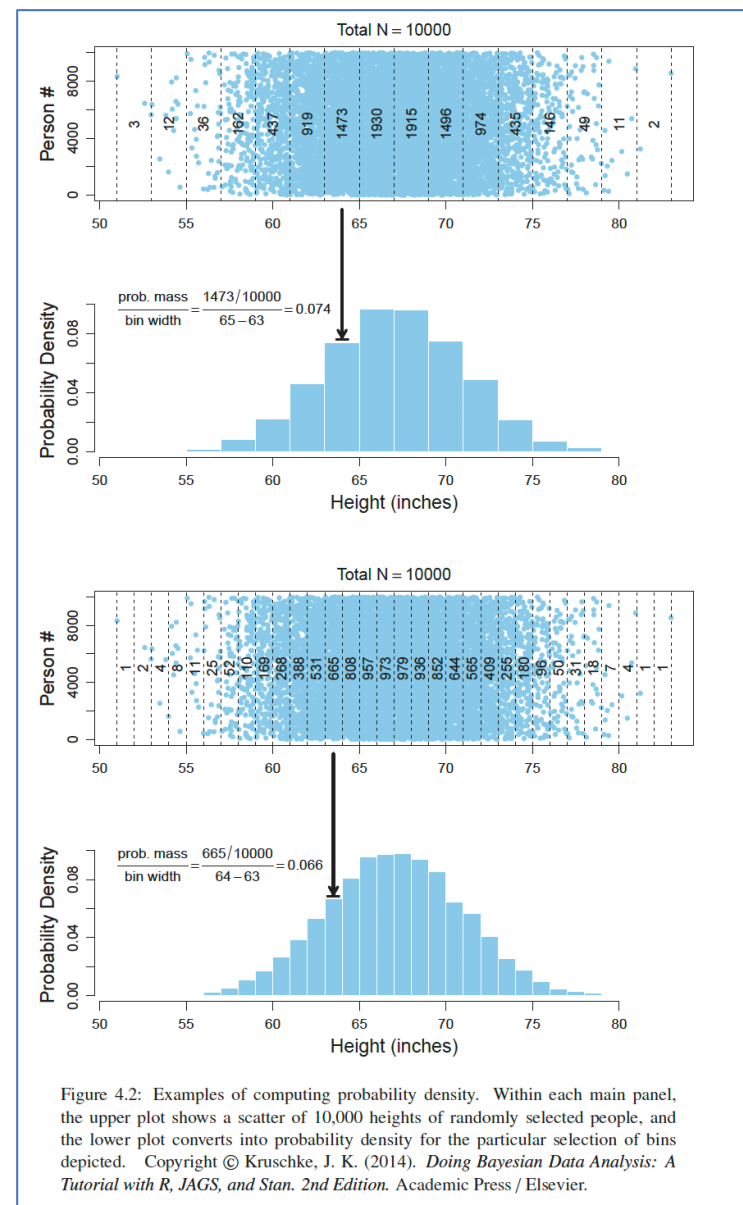 Total N = 10000
Person #
0 4000 8000
3 12 36 162 437 919 1473 1930 1915 1496 974 435 146 49 11 2
50 55 60 65 70 75 80
prob. mass / bin width = 1473/10000 / 65−63 = 0.074
Probability Density
0.00 0.04 0.08
50 55 60 65 70 75 80
Height (inches)
Total N = 10000
Person #
0 4000 8000
1 2 4 8 11 25 52 110 169 268 388 531 665 808 957 973 979 936 852 644 565 409 255 180 96 50 31 18 7 4 1 1
50 55 60 65 70 75 80
prob. mass / bin width = 665/10000 / 64−63 = 0.066
Probability Density
0.00 0.04 0.08
50 55 60 65 70 75 80
Height (inches)
Figure 4.2: Examples of computing probability density. Within each main panel,
the upper plot shows a scatter of 10,000 heights of randomly selected people, and
the lower plot converts into probability density for the particular selection of bins
depicted. Copyright © Kruschke, J. K. (2014). Doing Bayesian Data Analysis: A
Tutorial with R, JAGS, and Stan. 2nd Edition. Academic Press / Elsevier.